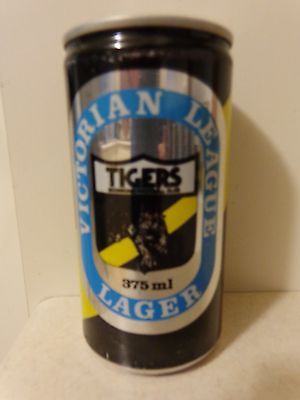 VICTORIAN LEAGUE
TIGERS
375 ml
LAGER